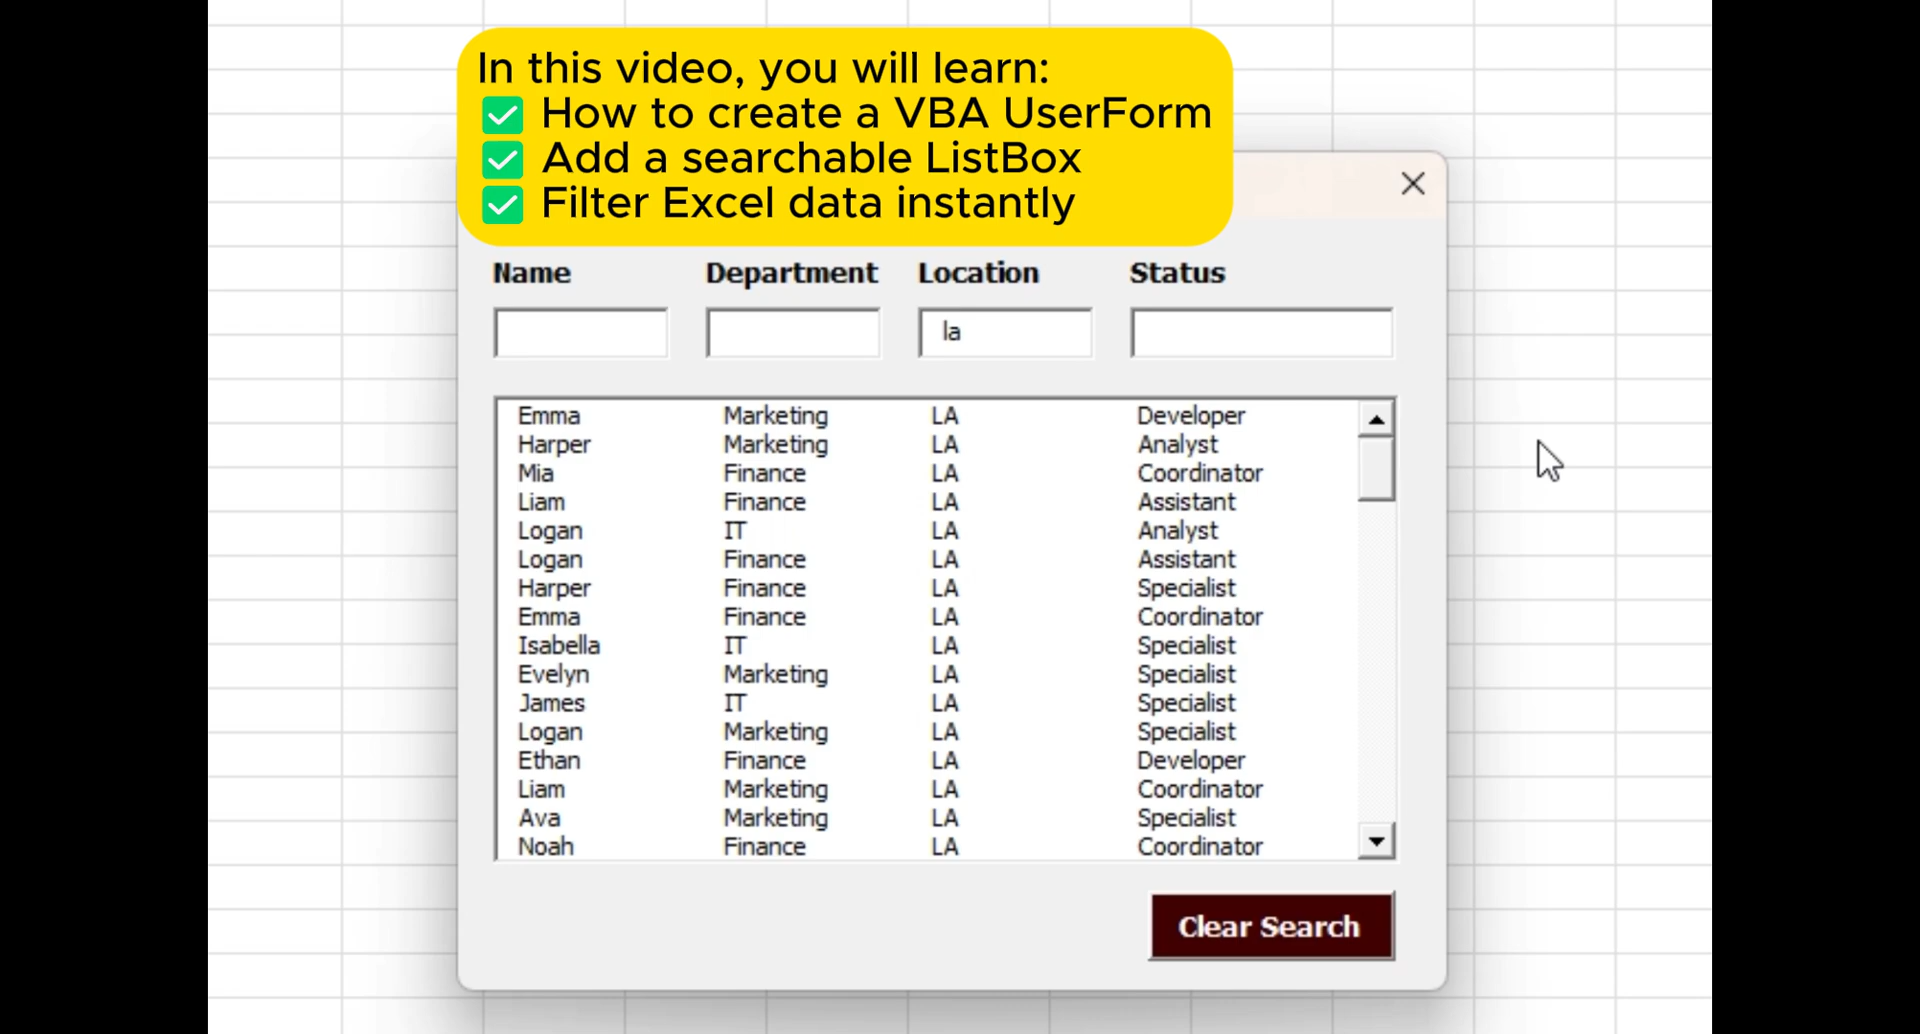 In this video, you will learn:
✅ How to create a VBA UserForm
✅ Add a searchable ListBox
✅ Filter Excel data instantly
Name Department Location Status
la
Emma Marketing LA Developer
Harper Marketing LA Analyst
Mia Finance LA Coordinator
Liam Finance LA Assistant
Logan IT LA Analyst
Logan Finance LA Assistant
Harper Finance LA Specialist
Emma Finance LA Coordinator
Isabella IT LA Specialist
Evelyn Marketing LA Specialist
James IT LA Specialist
Logan Marketing LA Specialist
Ethan Finance LA Developer
Liam Marketing LA Coordinator
Ava Marketing LA Specialist
Noah Finance LA Coordinator
Clear Search